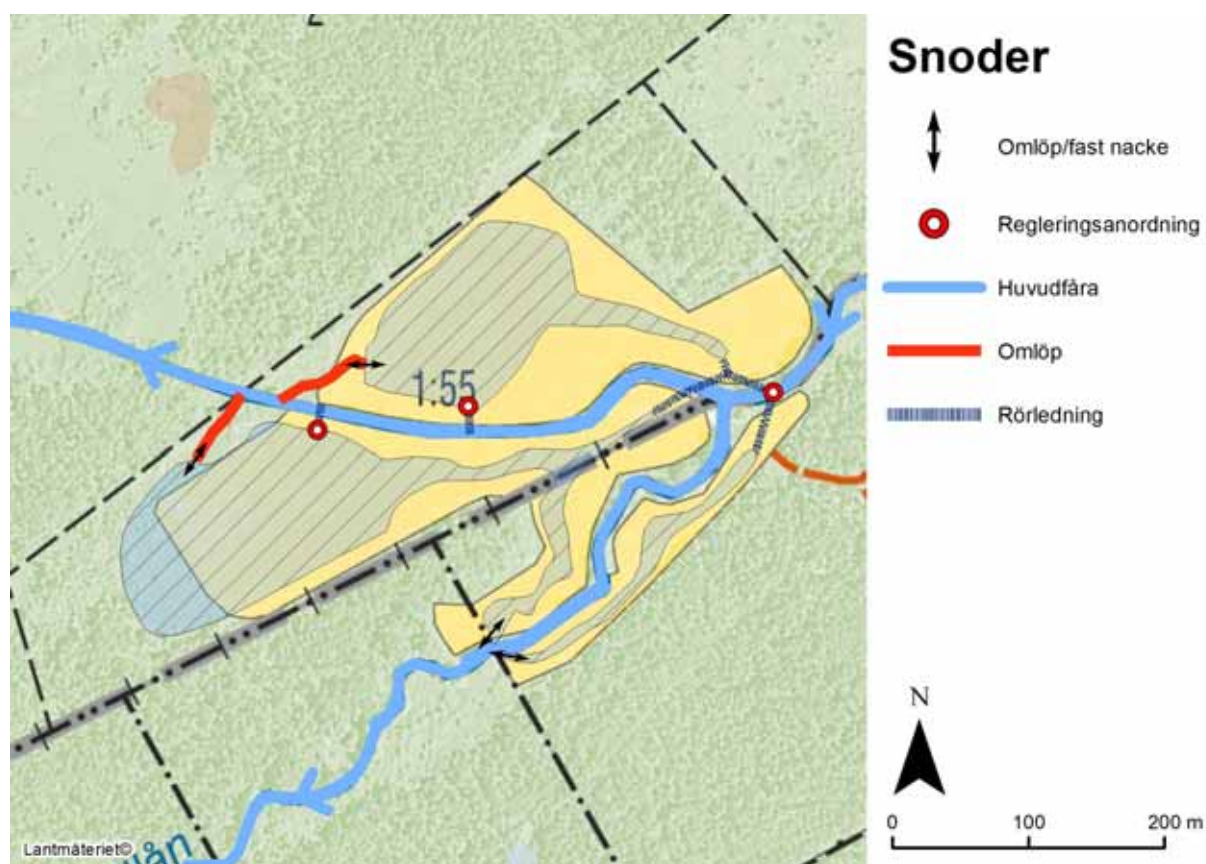 Snoder
Omlöp/fast nacke
Regleringsanordning
Huvudfåra
Omlöp
Rörledning
1:55
N
0 100 200 m
Lantmäteriet©